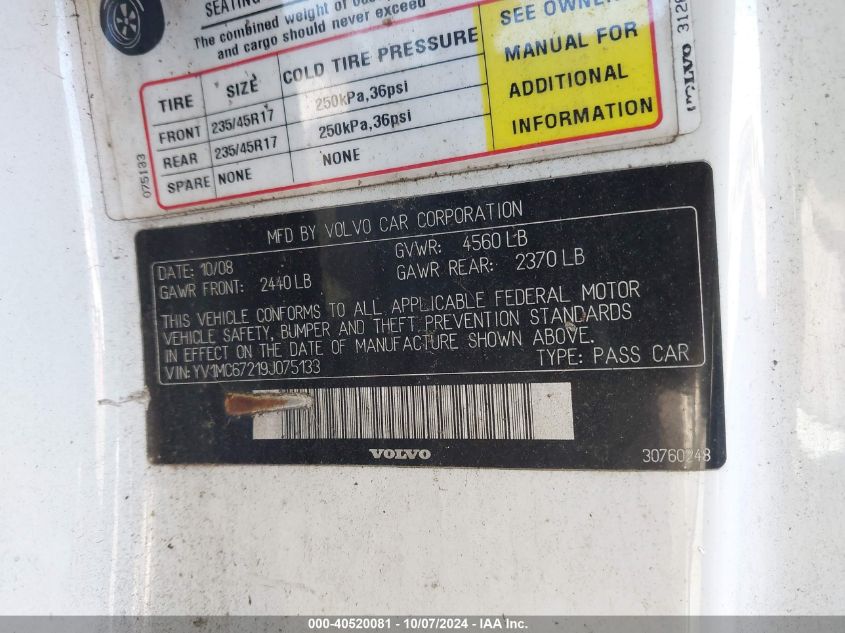 SEATING
The combined weight of
and cargo should never exceed
TIRE SIZE COLD TIRE PRESSURE
FRONT 235/45R17 250kPa,36psi
REAR 235/45R17 250kPa,36psi
SPARE NONE NONE
SEE OWNER
MANUAL FOR
ADDITIONAL
INFORMATION
075133
VOLVO 312
MFD BY VOLVO CAR CORPORATION
DATE: 10/08 GVWR: 4560 LB
GAWR FRONT: 2440 LB GAWR REAR: 2370 LB
THIS VEHICLE CONFORMS TO ALL APPLICABLE FEDERAL MOTOR
VEHICLE SAFETY, BUMPER AND THEFT PREVENTION STANDARDS
IN EFFECT ON THE DATE OF MANUFACTURE SHOWN ABOVE.
VIN: YV1MC67219J075133 TYPE: PASS CAR
VOLVO 30760248
000-40520081 - 10/07/2024 - IAA Inc.